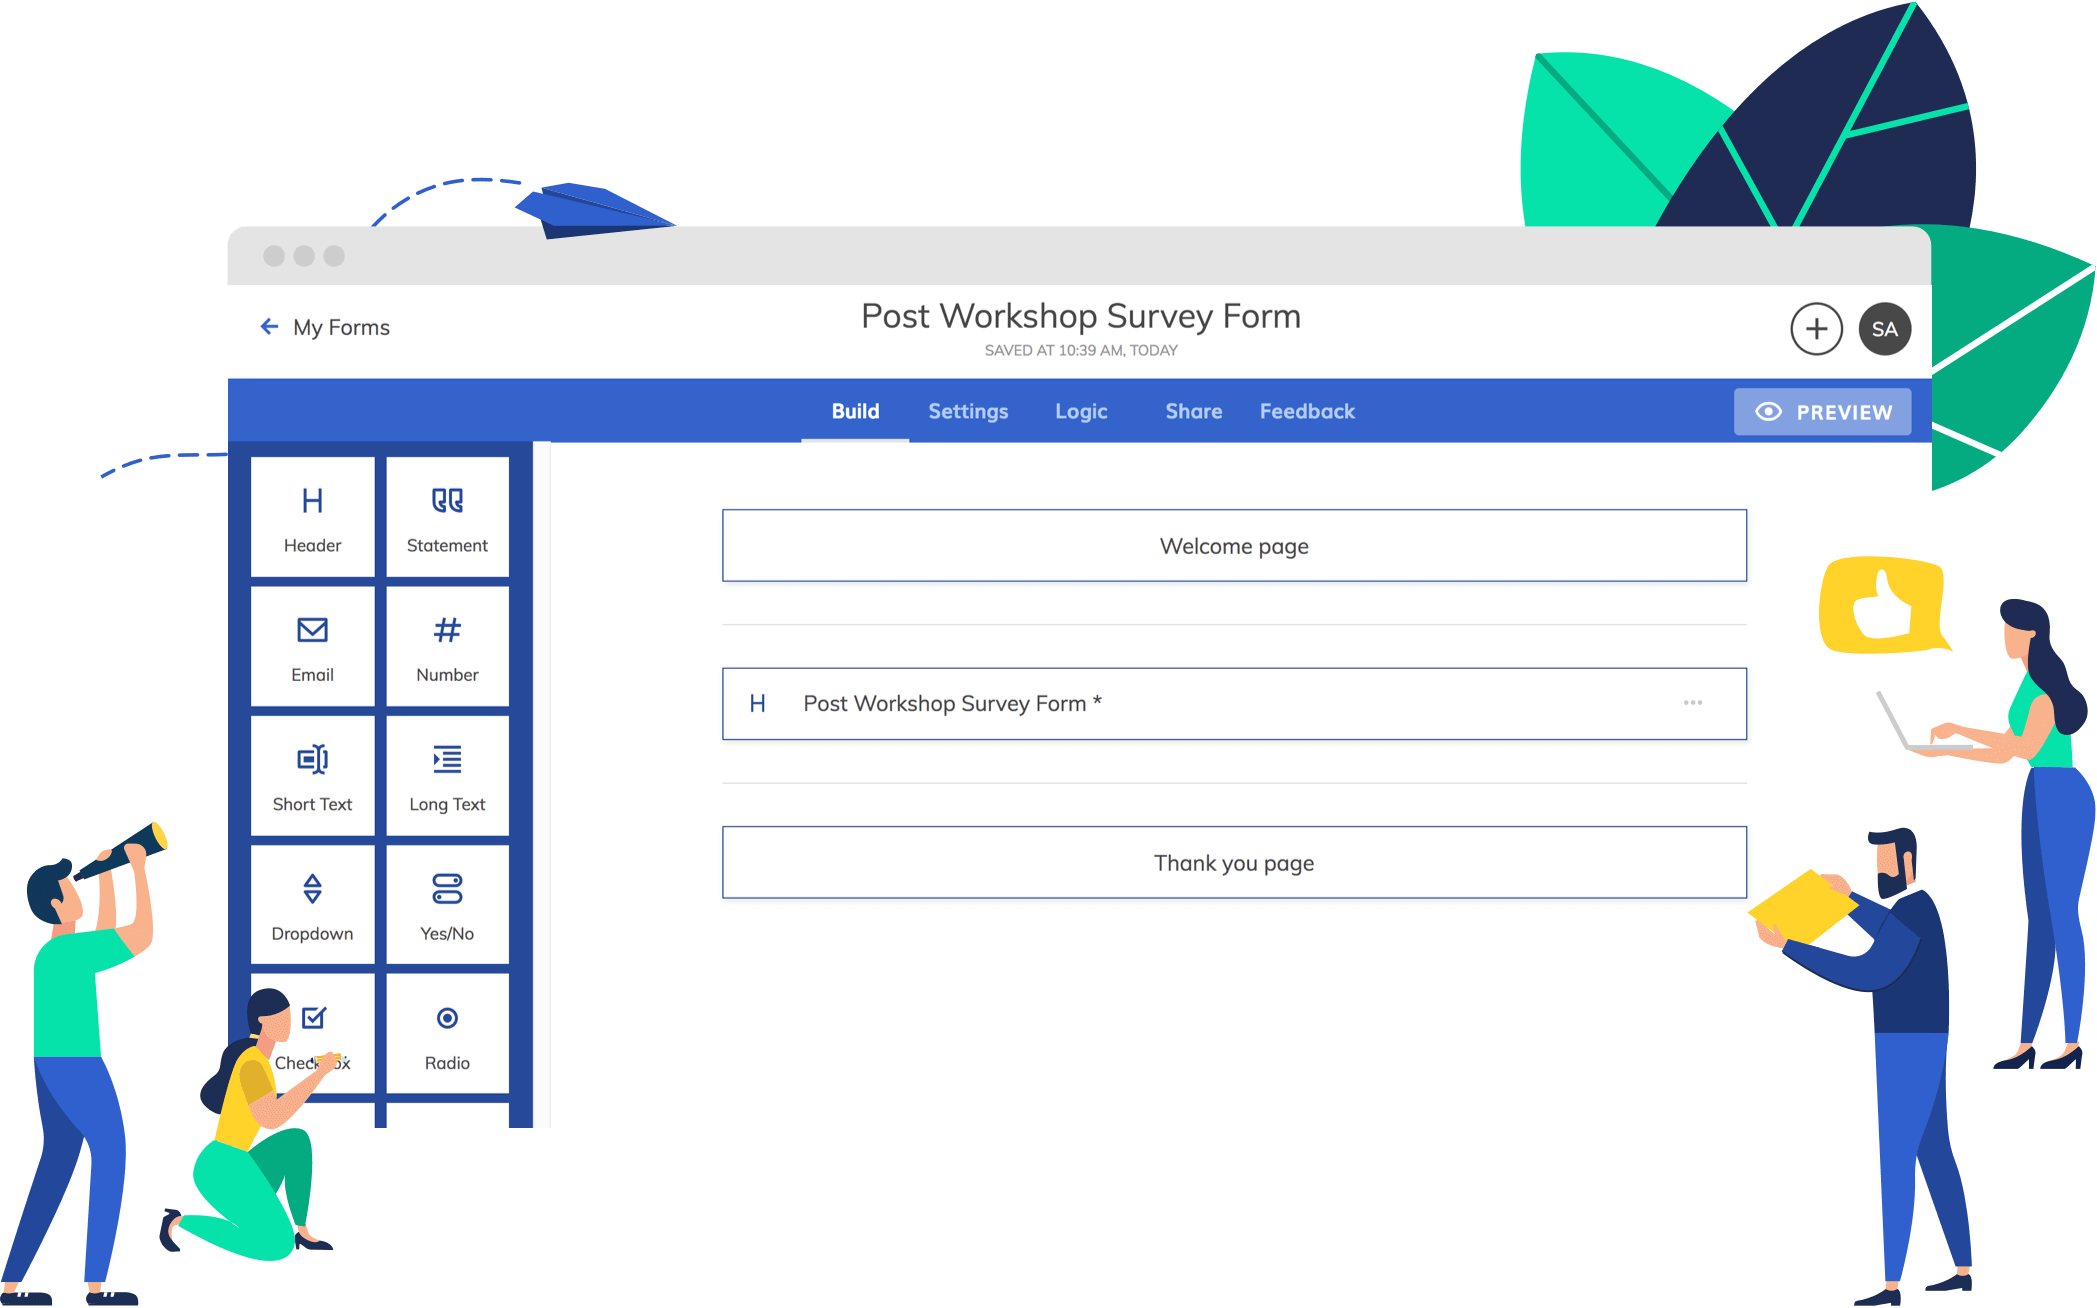 My Forms
Post Workshop Survey Form
SAVED AT 10:39 AM, TODAY
SA
Build
Settings
Logic
Share
Feedback
PREVIEW
H
Header
Statement
Email
#
Number
Short Text
Long Text
Dropdown
Yes/No
Radio
Welcome page
H Post Workshop Survey Form *
Thank you page